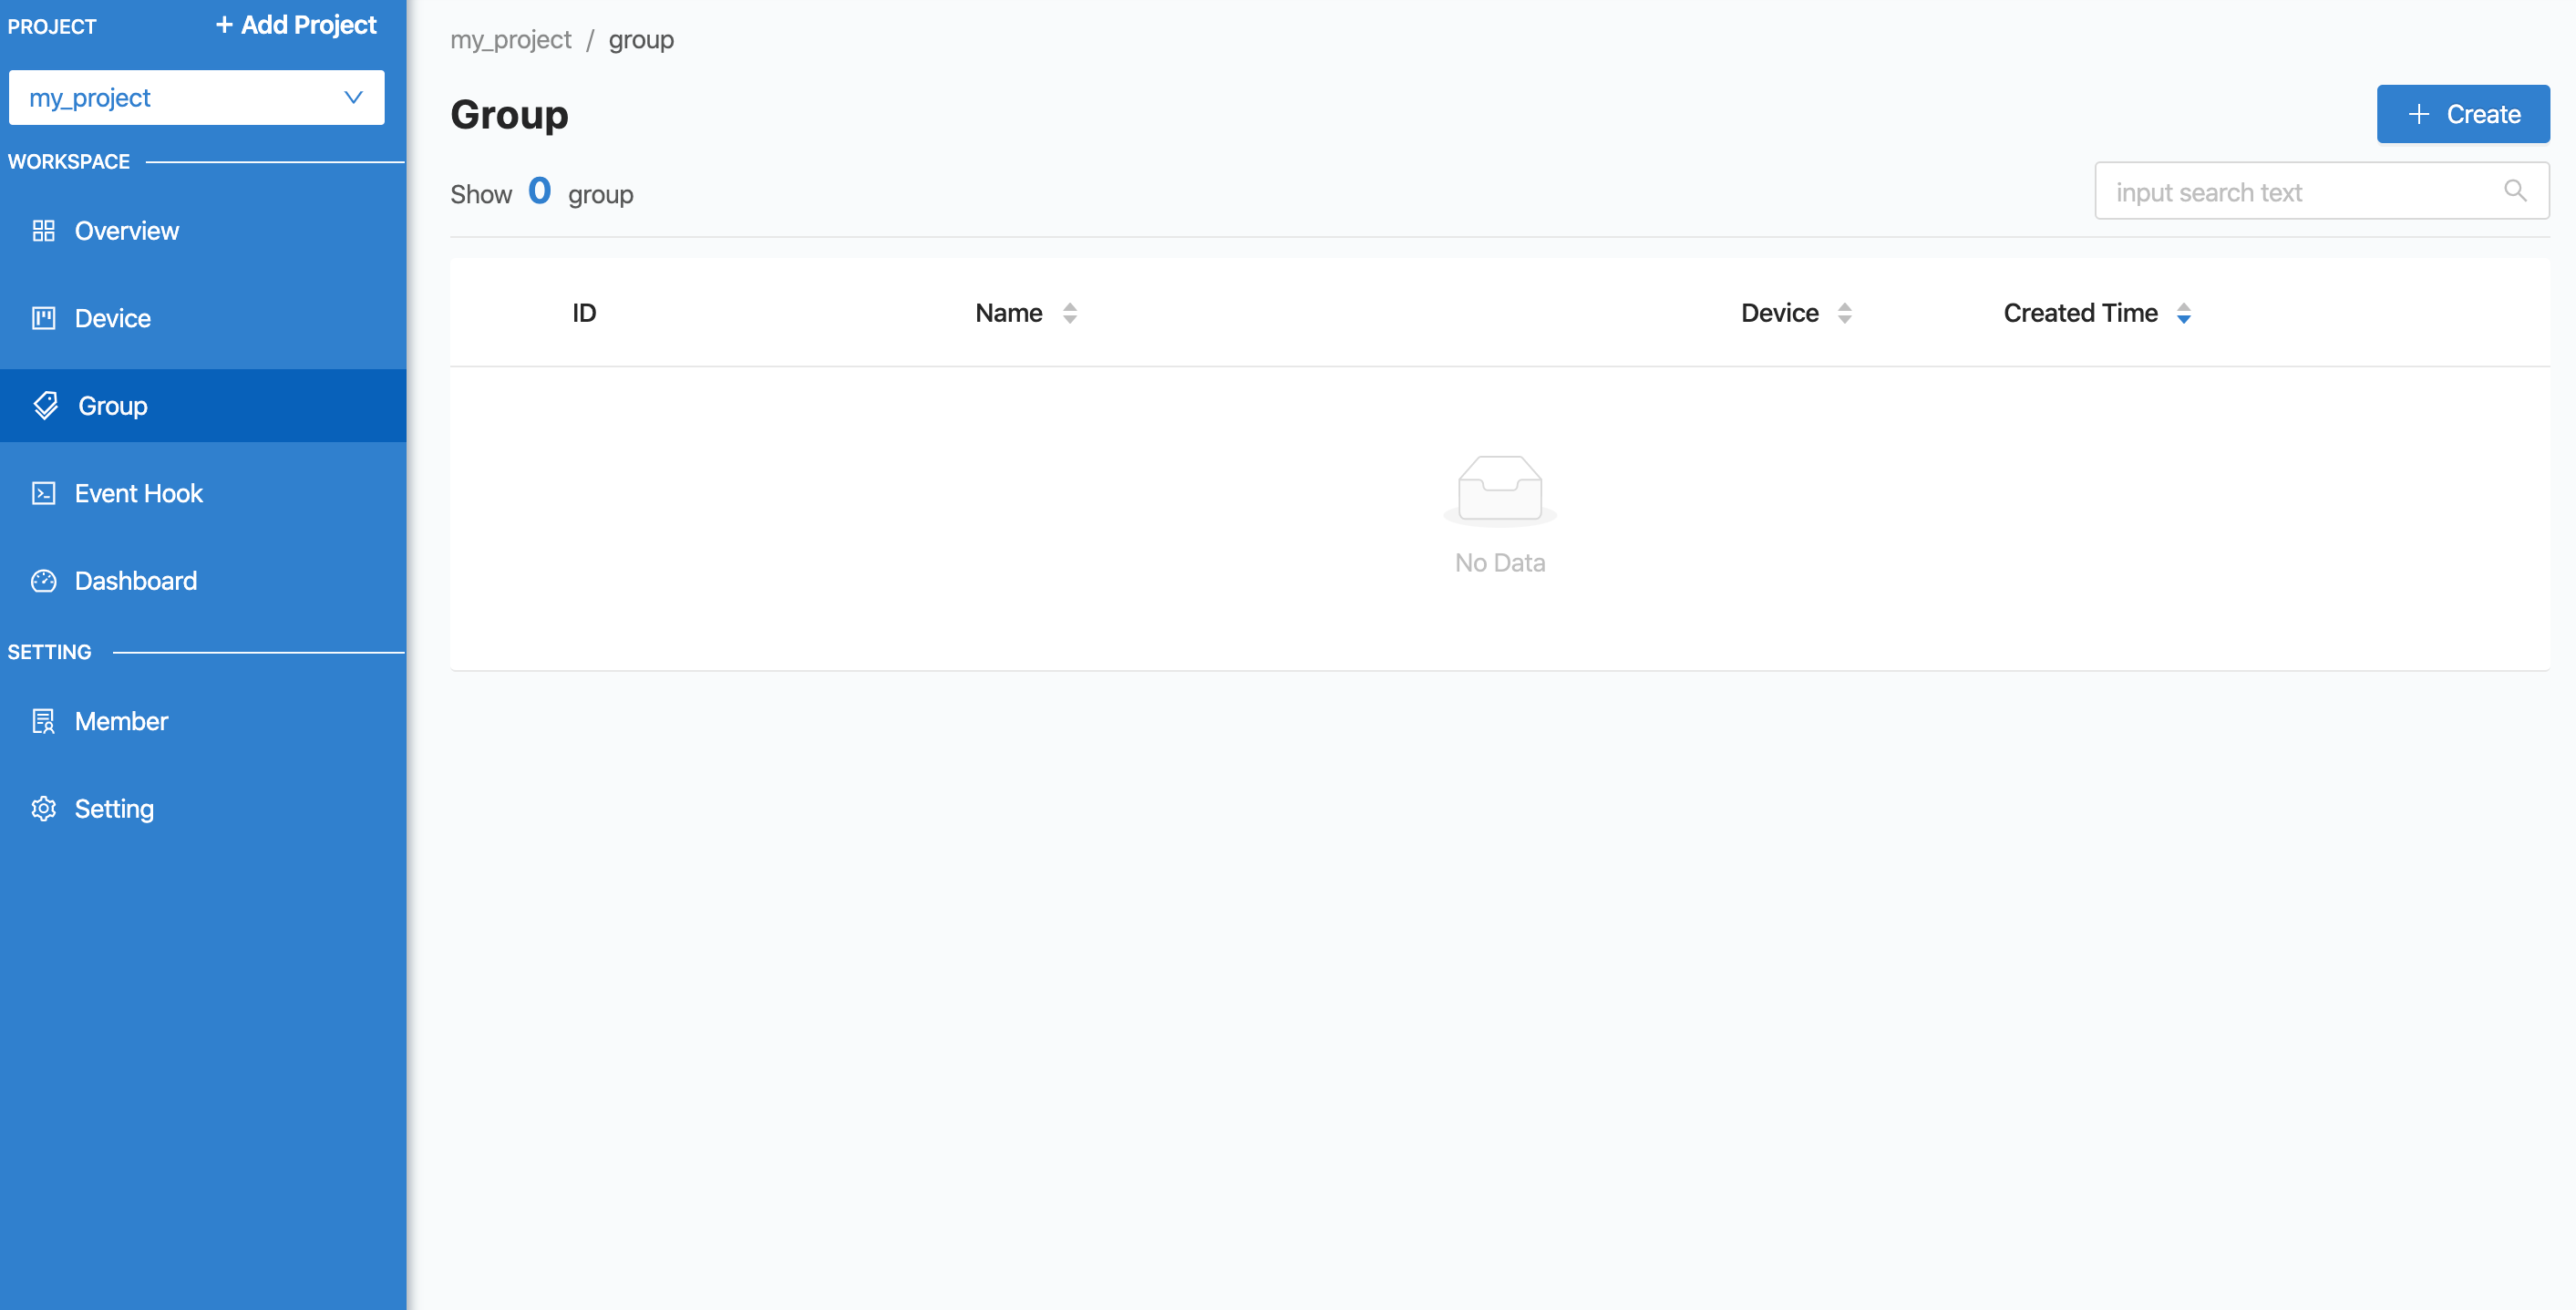 PROJECT
+ Add Project
my_project
WORKSPACE
Overview
Device
Group
Event Hook
Dashboard
SETTING
Member
Setting
my_project / group
Group
+ Create
Show 0 group
input search text
ID Name Device Created Time
No Data